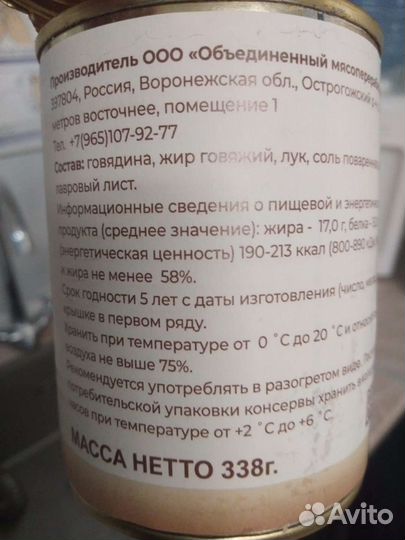 Производитель ООО «Объединенный
397804, Россия, Воронежская обл., Острогожский
метров восточнее, помещение 1
Тел. +7(965)107-92-77
Состав: говядина, жир говяжий, лук, соль
лавровый лист.
Информационные сведения о пищевой и
продукта (среднее значение): жира - 17,0 г, белка-
(энергетическая ценность) 190-213 ккал (800-890
и жира не менее 58%.
Срок годности 5 лет с даты изготовления (число,
крышке в первом ряду.
Хранить при температуре от 0 ˚С до 20 ˚С и
воздуха не выше 75%.
Рекомендуется употреблять в разогретом виде.
потребительской упаковки консервы хранить в
часов при температуре от +2 ˚С до +6 ˚С.
МАССА НЕТТО 338г.
Avito